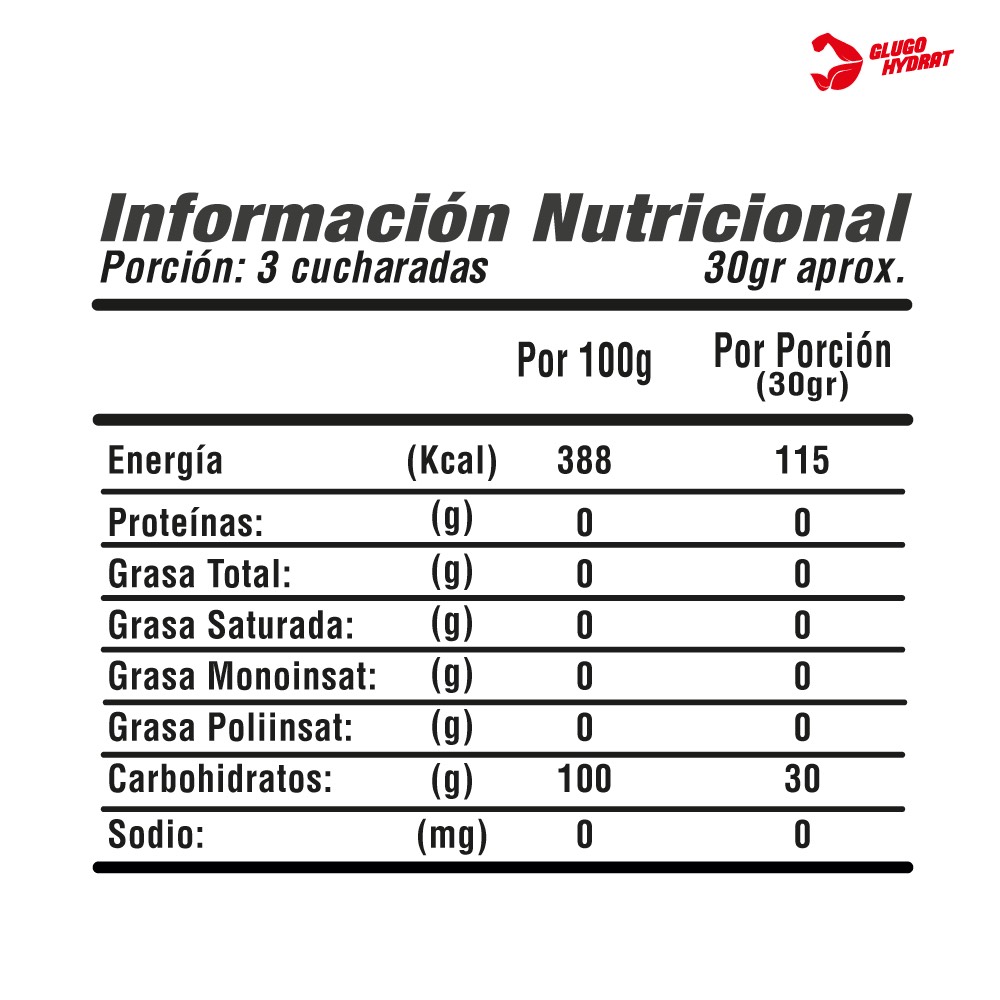 GLUGO
HYDRAT
Información Nutricional
Porción: 3 cucharadas 30gr aprox.
Por 100g Por Porción
(30gr)
Energía (Kcal) 388 115
Proteínas: (g) 0 0
Grasa Total: (g) 0 0
Grasa Saturada: (g) 0 0
Grasa Monoinsat: (g) 0 0
Grasa Poliinsat: (g) 0 0
Carbohidratos: (g) 100 30
Sodio: (mg) 0 0